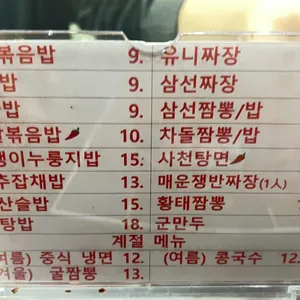 볶음밥 9. 유니짜장
밥 9. 삼선짜장
밥 9. 삼선짬뽕/밥
볶음밥 10. 차돌짬뽕/밥
이누룽지밥 15. 사천탕면
추잡채밥 13. 매운쟁반짜장(1人)
산슬밥 15. 황태짬뽕
탕밥 18. 군만두
계절 메뉴
여름) 중식 냉면 12. (여름) 콩국수 12.
겨울) 굴짬뽕 13.